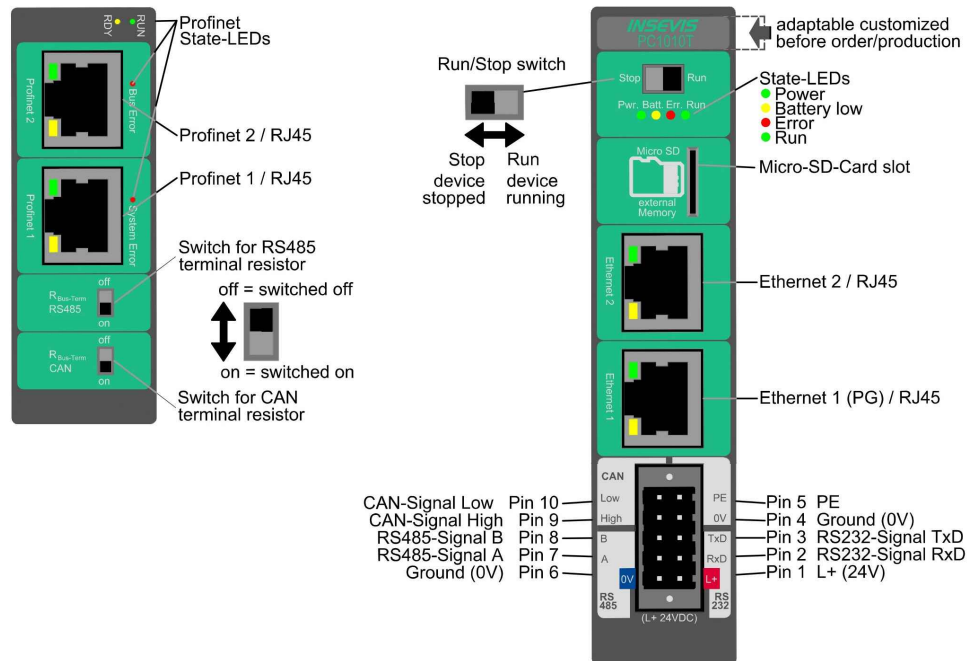 RDY
RUN
Profinet
State-LEDs
Profinet 2
Bus Error
Profinet 2 / RJ45
Profinet 1 / RJ45
Profinet 1
System Error
Switch for RS485
terminal resistor
off
RBus-Term
RS485
on
off = switched off
on = switched on
off
RBus-Term
CAN
on
Switch for CAN
terminal resistor
INSEVIS
PC1010T
adaptable customized
before order/production
Run/Stop switch
Stop Run
device device
stopped running
Stop Run
Pwr. Batt. Err. Run
State-LEDs
Power
Battery low
Error
Run
Micro SD
external
Memory
Micro-SD-Card slot
Ethernet 2
Ethernet 2 / RJ45
Ethernet 1
Ethernet 1 (PG) / RJ45
CAN
CAN-Signal Low Pin 10 Low PE Pin 5 PE
CAN-Signal High Pin 9 High 0V Pin 4 Ground (0V)
RS485-Signal B Pin 8 B TxD Pin 3 RS232-Signal TxD
RS485-Signal A Pin 7 A RxD Pin 2 RS232-Signal RxD
Ground (0V) Pin 6 0V L+ Pin 1 L+ (24V)
RS RS
485 232
(L+ 24VDC)